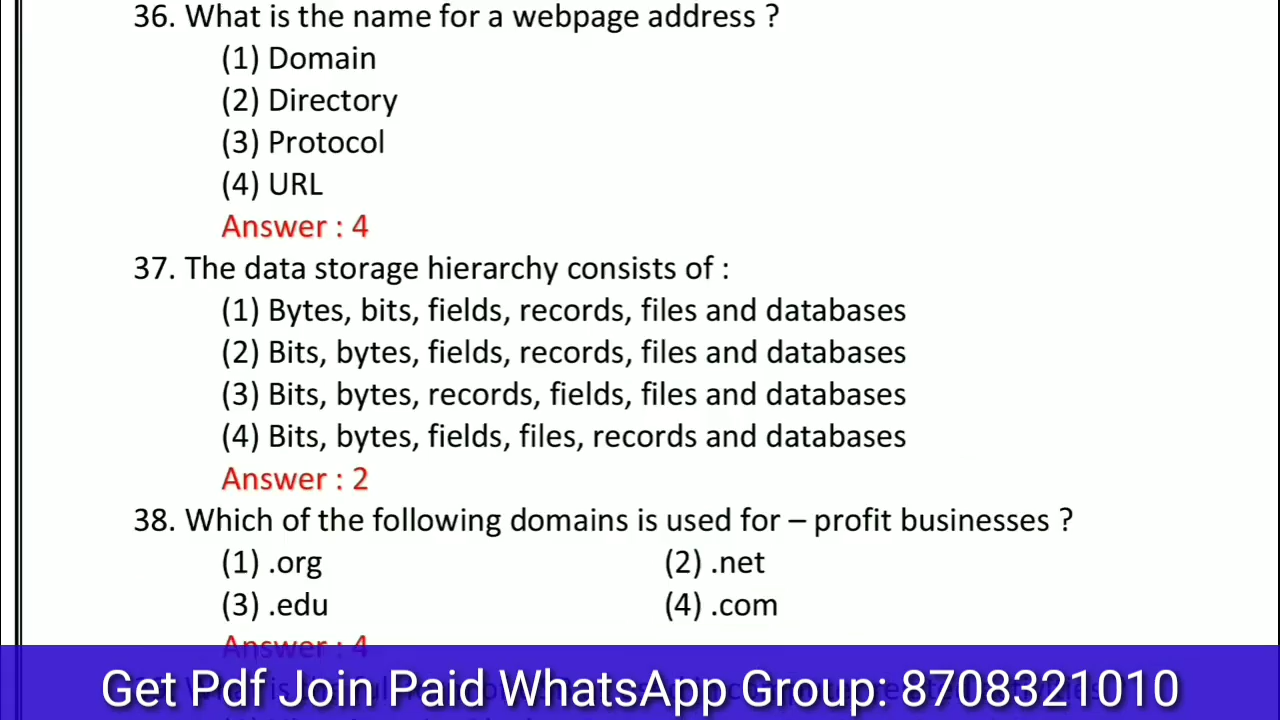 36. What is the name for a webpage address ?
(1) Domain
(2) Directory
(3) Protocol
(4) URL
Answer : 4
37. The data storage hierarchy consists of :
(1) Bytes, bits, fields, records, files and databases
(2) Bits, bytes, fields, records, files and databases
(3) Bits, bytes, records, fields, files and databases
(4) Bits, bytes, fields, files, records and databases
Answer : 2
38. Which of the following domains is used for – profit businesses ?
(1) .org (2) .net
(3) .edu (4) .com
Answer : 4
Get Pdf Join Paid WhatsApp Group: 8708321010